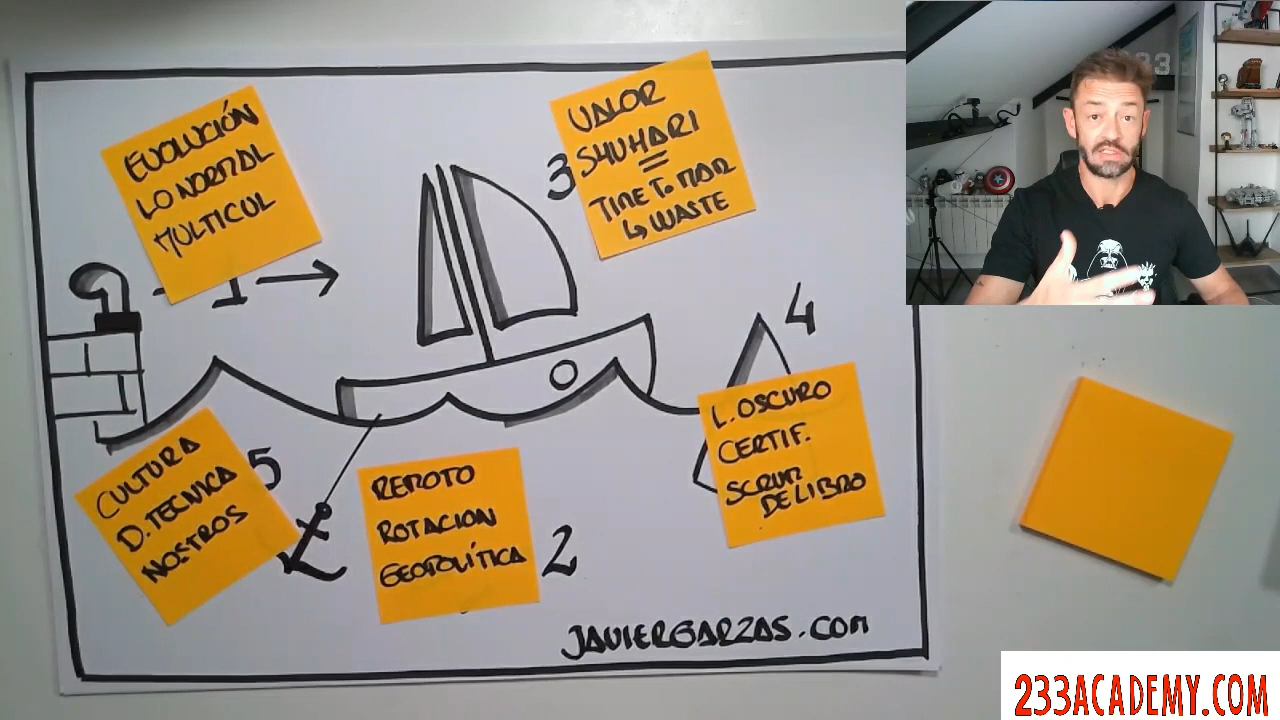 EVOLUCIÓN
LO NORMAL
MULTICUL
1
VALOR
3
SHUHARI
=
TIME TO MAR
↳ WASTE
4
L. OSCURO
CERTIF.
SCRUM
DE LIBRO
CULTURA
D. TECNICA
NOSTROS
5
REMOTO
ROTACION
GEOPOLÍTICA
2
JAVIERGARZAS.COM
233ACADEMY.COM
33